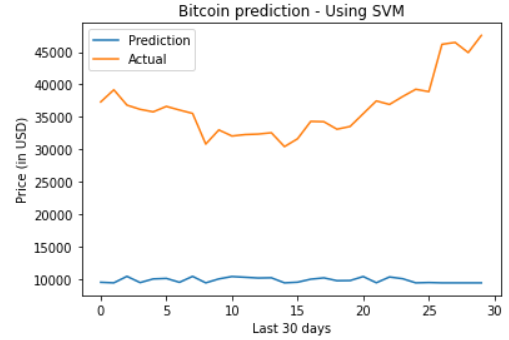 Bitcoin prediction - Using SVM
Prediction
Actual
45000
40000
35000
30000
25000
20000
15000
10000
Price (in USD)
0 5 10 15 20 25 30
Last 30 days